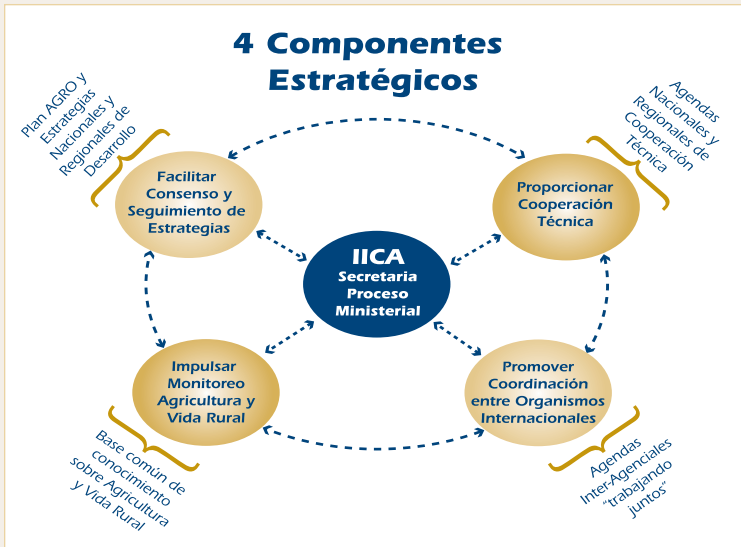 4 Componentes
Estratégicos
Plan AGRO y
Estrategias
Nacionales y
Regionales de
Desarrollo
Agendas
Nacionales y
Regionales de
Cooperación
Técnica
Facilitar
Consenso y
Seguimiento de
Estrategias
Proporcionar
Cooperación
Técnica
IICA
Secretaria
Proceso
Ministerial
Impulsar
Monitoreo
Agricultura y
Vida Rural
Promover
Coordinación
entre Organismos
Internacionales
Base común de
conocimiento
sobre Agricultura
y Vida Rural
Agendas
Inter-Agenciales
"trabajando
juntos"